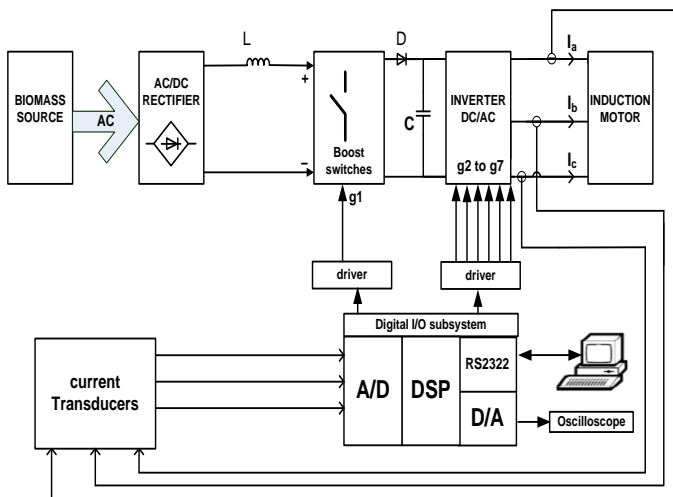 BIOMASS
SOURCE
AC
AC/DC
RECTIFIER
L
+
−
Boost
switches
g1
D
C
INVERTER
DC/AC
g2 to g7
Ia
Ib
Ic
INDUCTION
MOTOR
driver
driver
Digital I/O subsystem
A/D
DSP
RS2322
D/A
Oscilloscope
current
Transducers